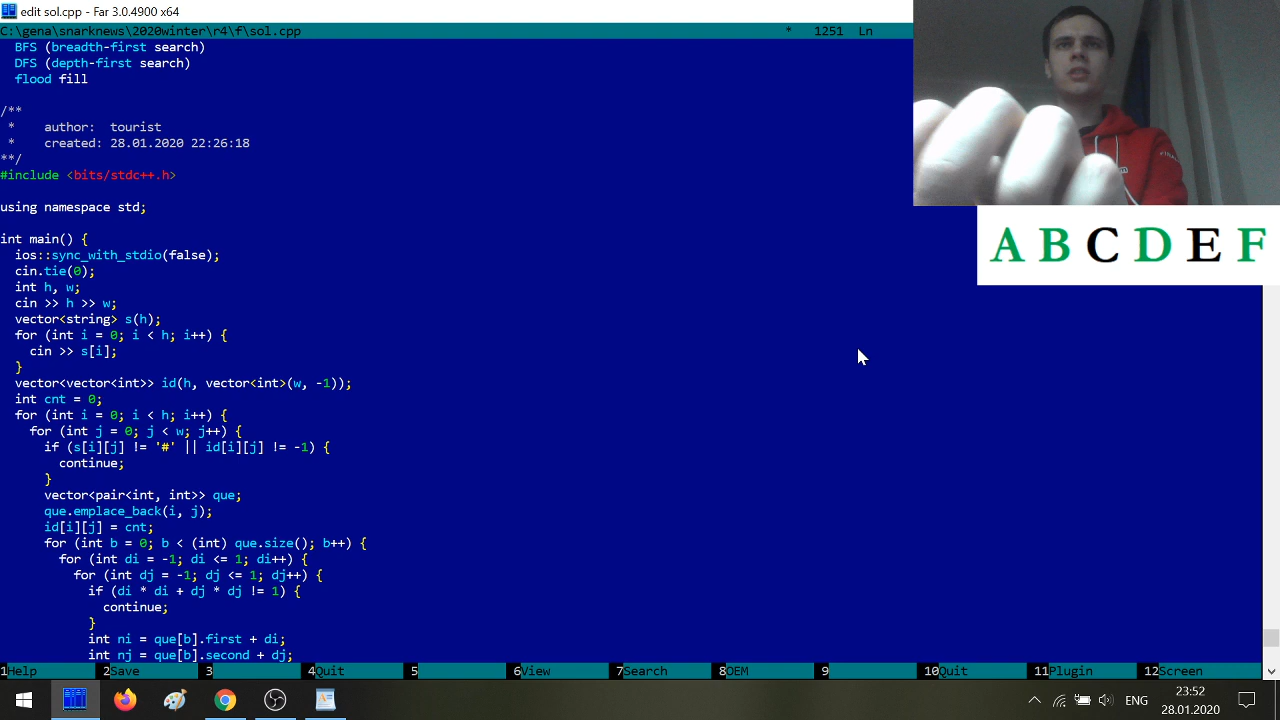 edit sol.cpp - Far 3.0.4900 x64
C:\gena\snarknews\2020winter\r4\f\sol.cpp * 1251 Ln
BFS (breadth-first search)
DFS (depth-first search)
flood fill
/**
* author: tourist
* created: 28.01.2020 22:26:18
**/
#include <bits/stdc++.h>
using namespace std;
int main() {
ios::sync_with_stdio(false);
cin.tie(0);
int h, w;
cin >> h >> w;
vector<string> s(h);
for (int i = 0; i < h; i++) {
cin >> s[i];
}
vector<vector<int>> id(h, vector<int>(w, -1));
int cnt = 0;
for (int i = 0; i < h; i++) {
for (int j = 0; j < w; j++) {
if (s[i][j] != '#' || id[i][j] != -1) {
continue;
}
vector<pair<int, int>> que;
que.emplace_back(i, j);
id[i][j] = cnt;
for (int b = 0; b < (int) que.size(); b++) {
for (int di = -1; di <= 1; di++) {
for (int dj = -1; dj <= 1; dj++) {
if (di * di + dj * dj != 1) {
continue;
}
int ni = que[b].first + di;
int nj = que[b].second + dj;
A B C D E F
1Help 2Save 3 4Quit 5 6View 7Search 8OEM 9 10Quit 11Plugin 12Screen
ENG
23:52
28.01.2020